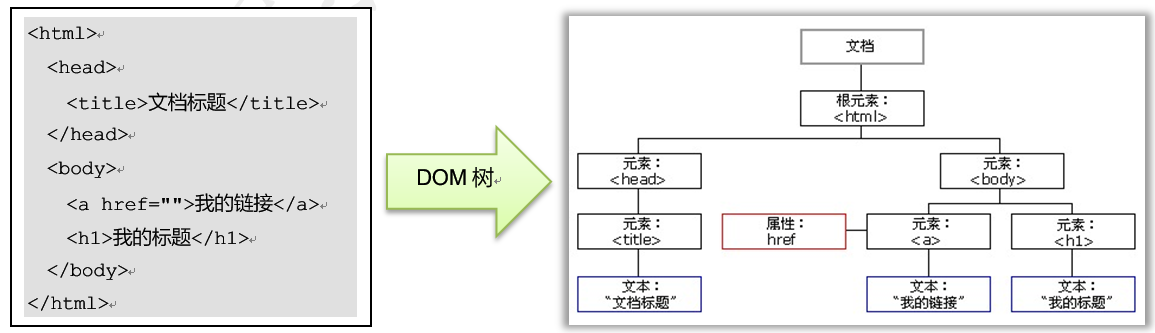 <html>
<head>
<title>文档标题</title>
</head>
<body>
<a href="">我的链接</a>
<h1>我的标题</h1>
</body>
</html>
DOM 树
文档
根元素：
<html>
元素：
<head>
元素：
<body>
元素：
<title>
属性：
href
元素：
<a>
元素：
<h1>
文本：
“文档标题”
文本：
“我的链接”
文本：
“我的标题”